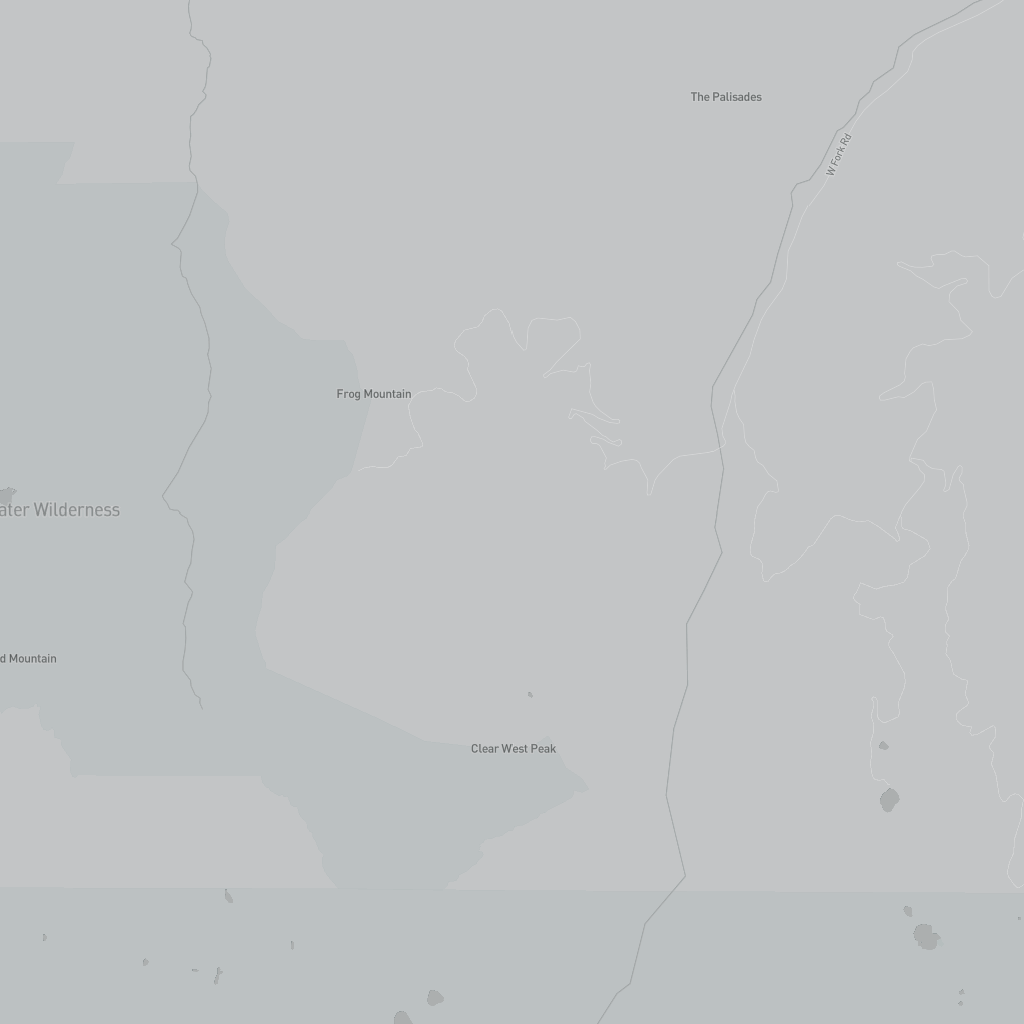 The Palisades
W Fork Rd
Frog Mountain
ater Wilderness
d Mountain
Clear West Peak